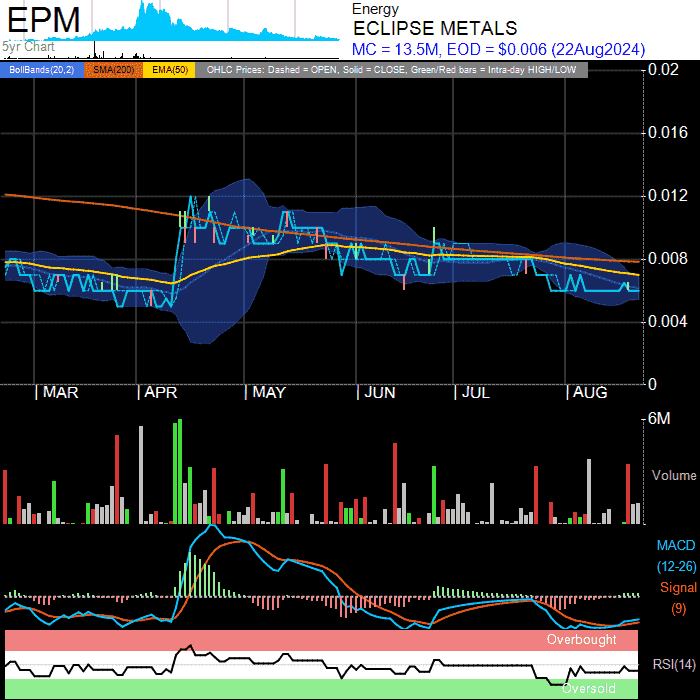 EPM
5yr Chart
Energy
ECLIPSE METALS
MC = 13.5M, EOD = $0.006 (22Aug2024)
BollBands(20,2) SMA(200) EMA(50) OHLC Prices: Dashed = OPEN, Solid = CLOSE, Green/Red bars = Intra-day HIGH/LOW
0.02
0.016
0.012
0.008
0.004
0
| MAR | APR | MAY | JUN | JUL | AUG
6M
Volume
MACD
(12-26)
Signal
(9)
Overbought
RSI(14)
Oversold